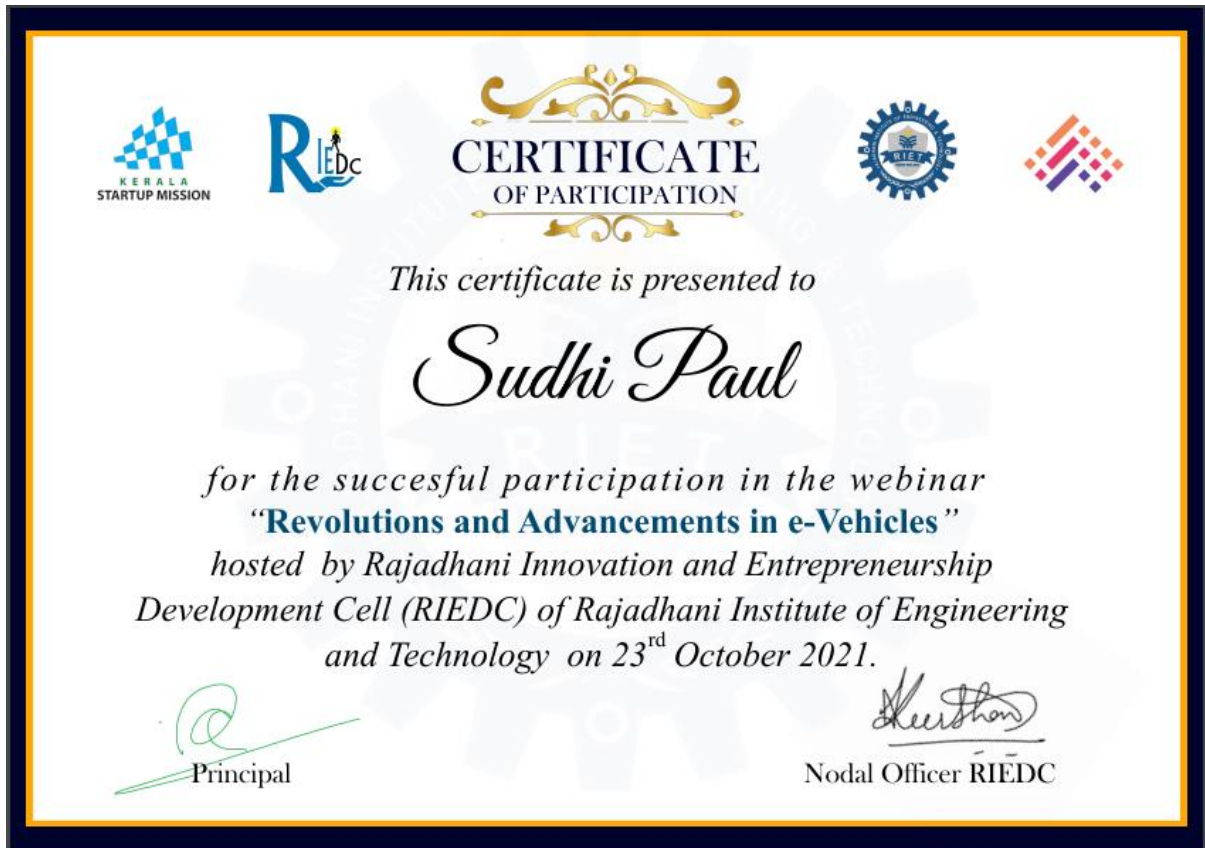 KERALA
STARTUP MISSION
RIEDC
CERTIFICATE
OF PARTICIPATION
RIET
This certificate is presented to
Sudhi Paul
for the succesful participation in the webinar
“Revolutions and Advancements in e-Vehicles”
hosted by Rajadhani Innovation and Entrepreneurship
Development Cell (RIEDC) of Rajadhani Institute of Engineering
and Technology on 23rd October 2021.
RIET
Principal
Nodal Officer RIEDC